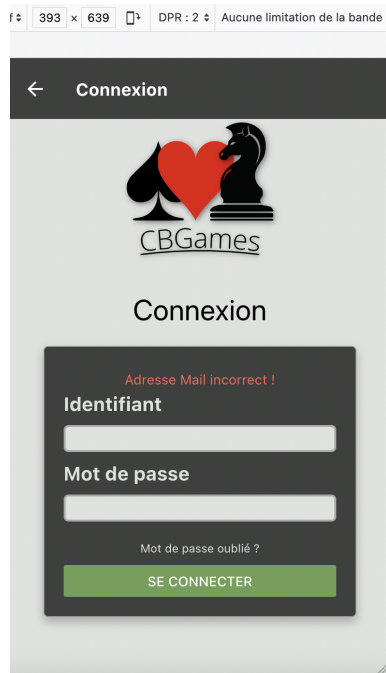 393 × 639 DPR : 2 Aucune limitation de la bande
Connexion
CBGames
Connexion
Adresse Mail incorrect !
Identifiant
Mot de passe
Mot de passe oublié ?
SE CONNECTER